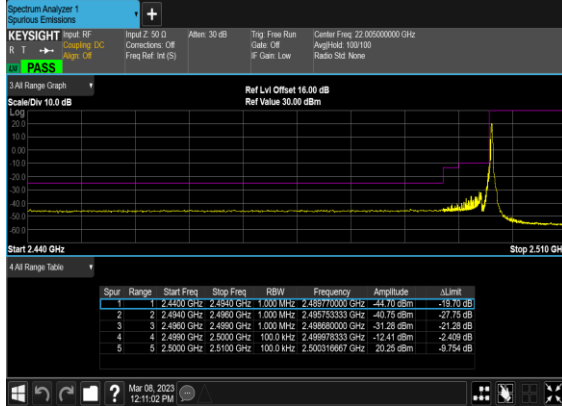 Spectrum Analyzer 1
Spurious Emissions
+
KEYSIGHT Input: RF Input Z: 50 Ω Atten: 30 dB Trig: Free Run Center Freq: 22.005000000 GHz
R T Coupling: DC Corrections: Off Gate: Off Avg|Hold: 100/100
Align: Off Freq Ref: Int (S) IF Gain: Low Radio Std: None
PASS
3 All Range Graph
Ref Lvl Offset 16.00 dB
Scale/Div 10.0 dB Ref Value 30.00 dBm
Log
20.0
10.0
0.00
-10.0
-20.0
-30.0
-40.0
-50.0
-60.0
Start 2.440 GHz Stop 2.510 GH
4 All Range Table
Spur Range Start Freq Stop Freq RBW Frequency Amplitude ΔLimit
1 1 2.4400 GHz 2.4940 GHz 1.000 MHz 2.489770000 GHz -44.70 dBm -19.70 dB
2 2 2.4940 GHz 2.4960 GHz 1.000 MHz 2.495753333 GHz -40.75 dBm -27.75 dB
3 3 2.4960 GHz 2.4990 GHz 1.000 MHz 2.498680000 GHz -31.28 dBm -21.28 dB
4 4 2.4990 GHz 2.5000 GHz 100.0 kHz 2.499978333 GHz -12.41 dBm -2.409 dB
5 5 2.5000 GHz 2.5100 GHz 100.0 kHz 2.500316667 GHz 20.25 dBm -9.754 dB
? Mar 08, 2023
12:11:02 PM